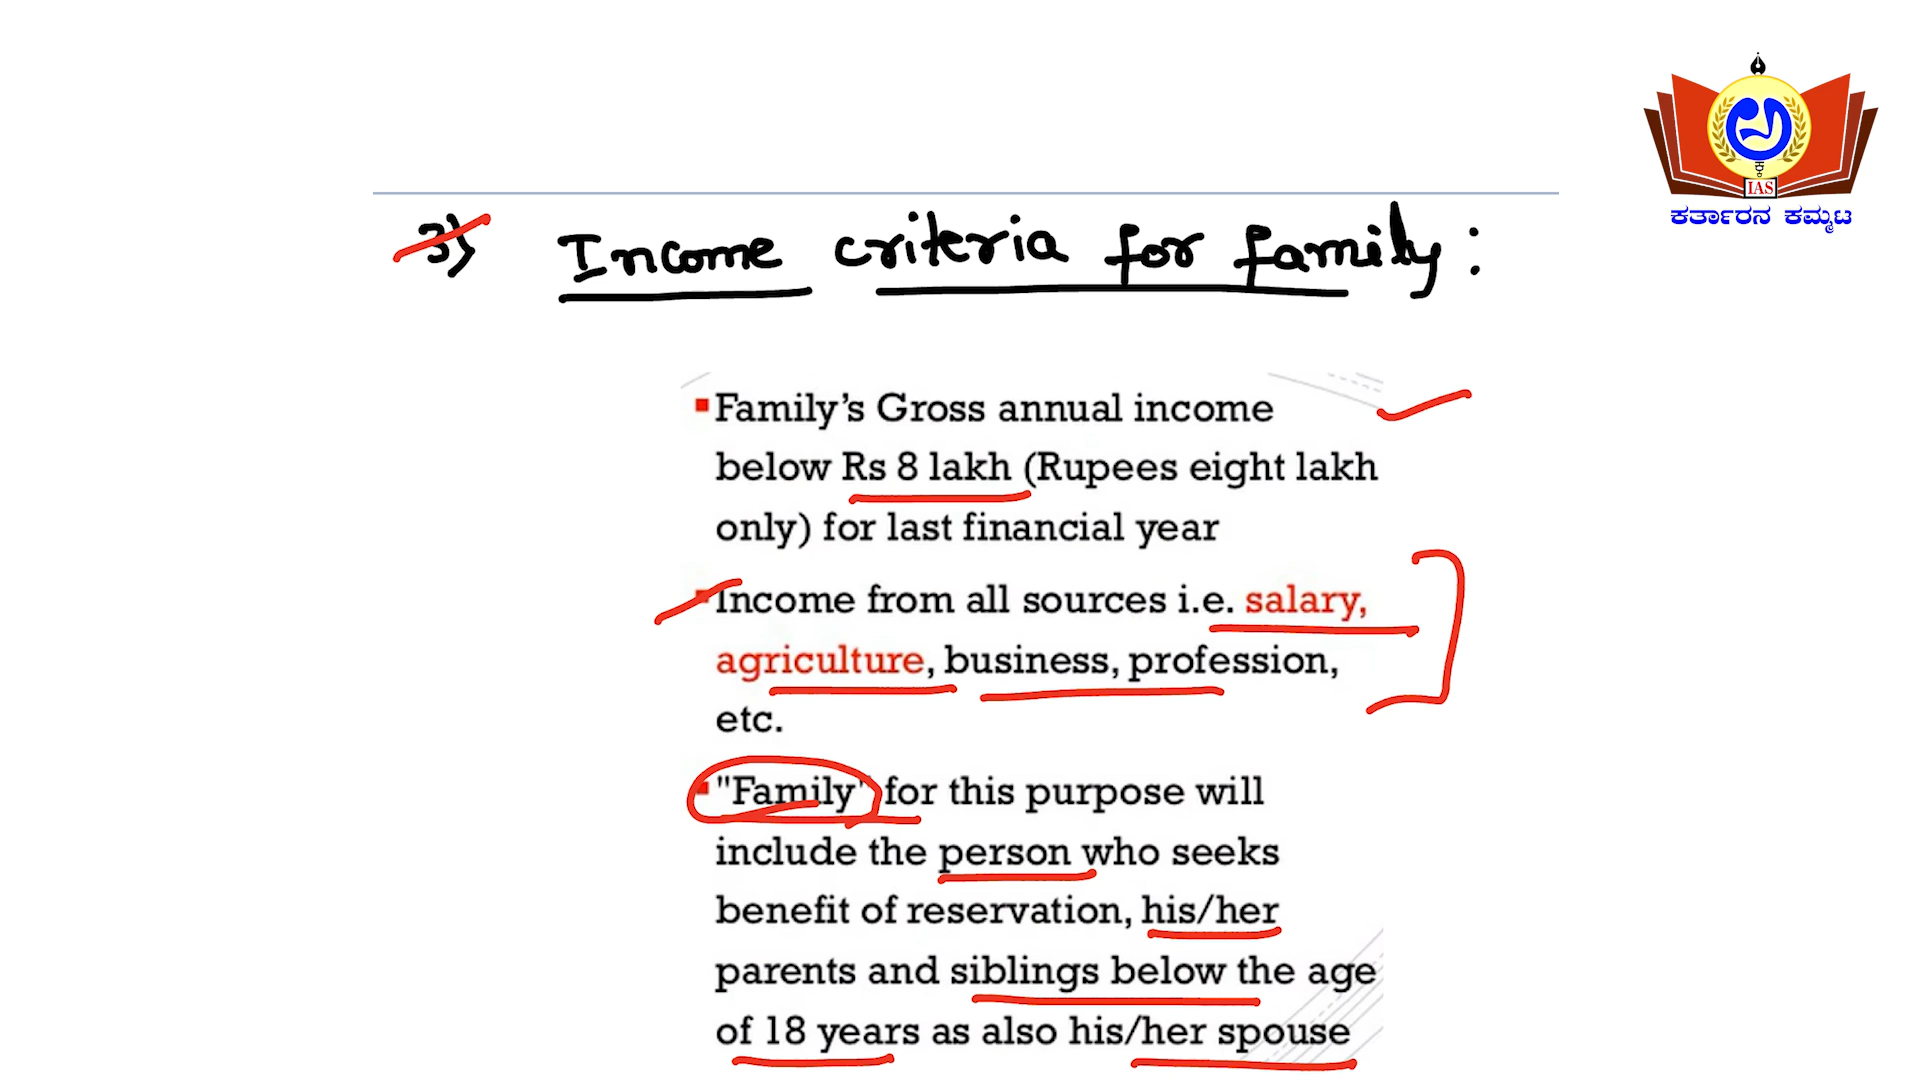 IAS
ಕರ್ತಾರನ ಕಮ್ಮಟ
3) Income criteria for family:
Family's Gross annual income
below Rs 8 lakh (Rupees eight lakh
only) for last financial year
Income from all sources i.e. salary,
agriculture, business, profession,
etc.
"Family" for this purpose will
include the person who seeks
benefit of reservation, his/her
parents and siblings below the age
of 18 years as also his/her spouse